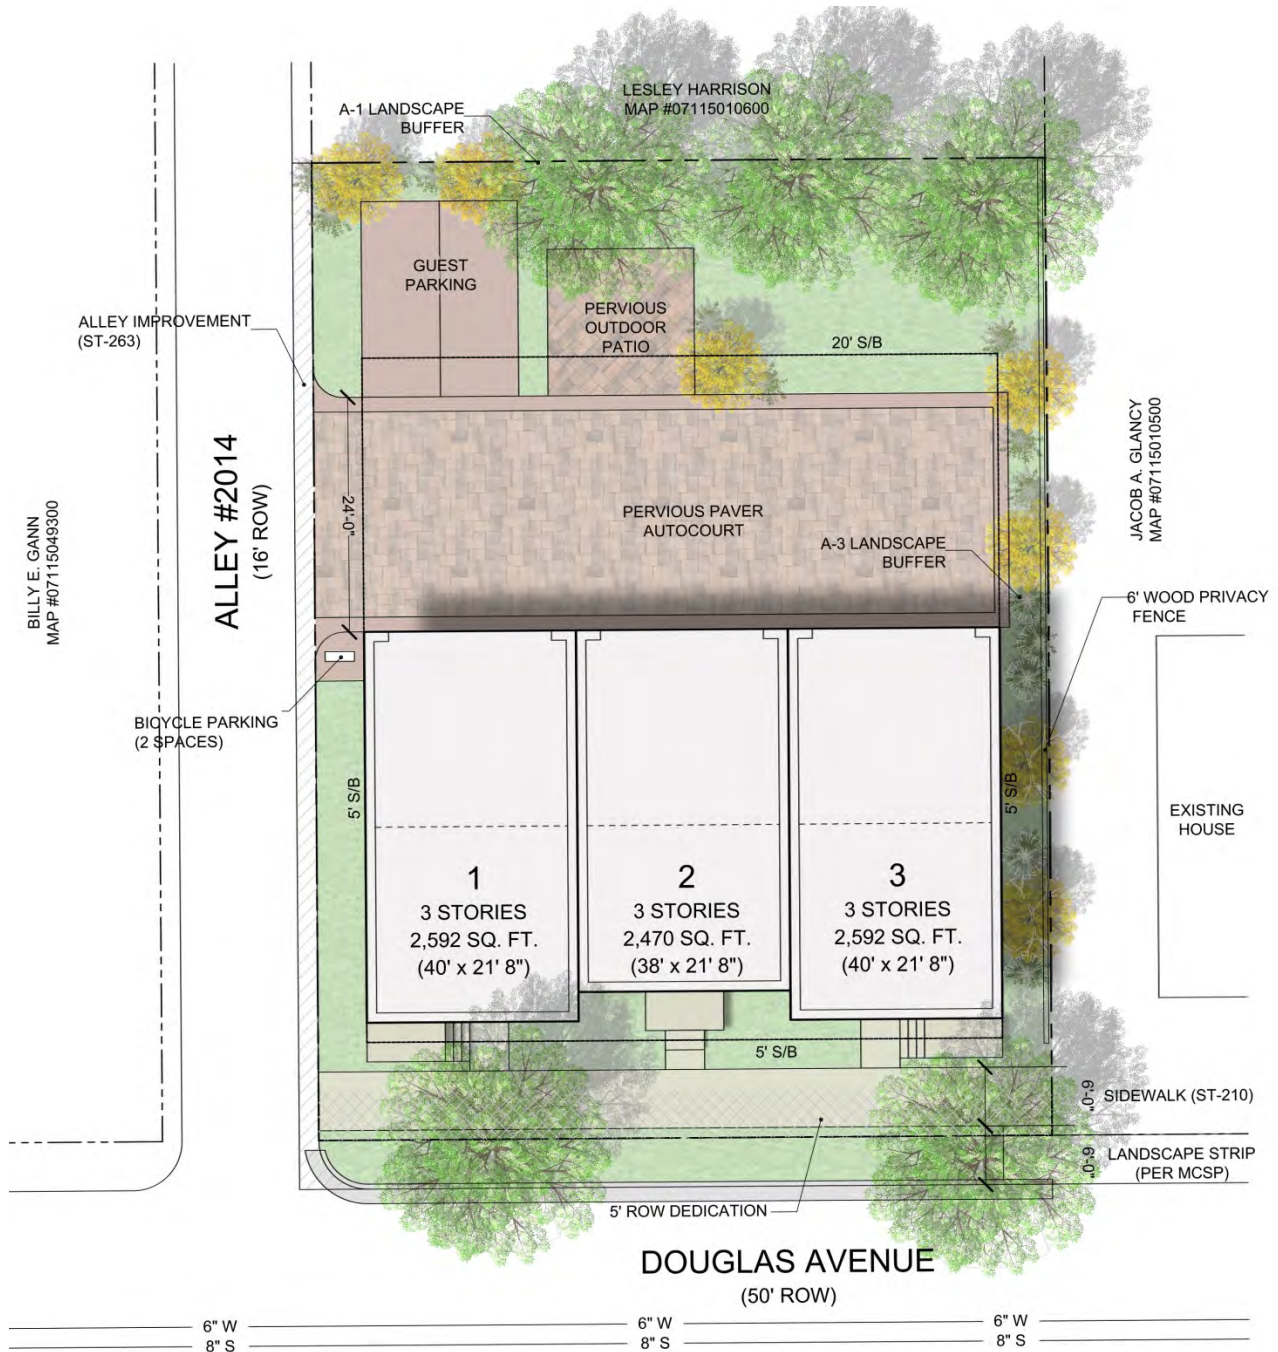 LESLEY HARRISON
MAP #07115010600
A-1 LANDSCAPE
BUFFER
GUEST
PARKING
PERVIOUS
OUTDOOR
PATIO
20' S/B
ALLEY IMPROVEMENT
(ST-263)
ALLEY #2014
(16' ROW)
BILLY E. GANN
MAP #07115049300
24'-0"
PERVIOUS PAVER
AUTOCOURT
A-3 LANDSCAPE
BUFFER
JACOB A. GLANCY
MAP #07115010500
6' WOOD PRIVACY
FENCE
BICYCLE PARKING
(2 SPACES)
5' S/B
5' S/B
EXISTING
HOUSE
1
3 STORIES
2,592 SQ. FT.
(40' x 21' 8")
2
3 STORIES
2,470 SQ. FT.
(38' x 21' 8")
3
3 STORIES
2,592 SQ. FT.
(40' x 21' 8")
5' S/B
6'-0"
SIDEWALK (ST-210)
6'-0"
LANDSCAPE STRIP
(PER MCSP)
5' ROW DEDICATION
DOUGLAS AVENUE
(50' ROW)
6" W
6" W
6" W
8" S
8" S
8" S